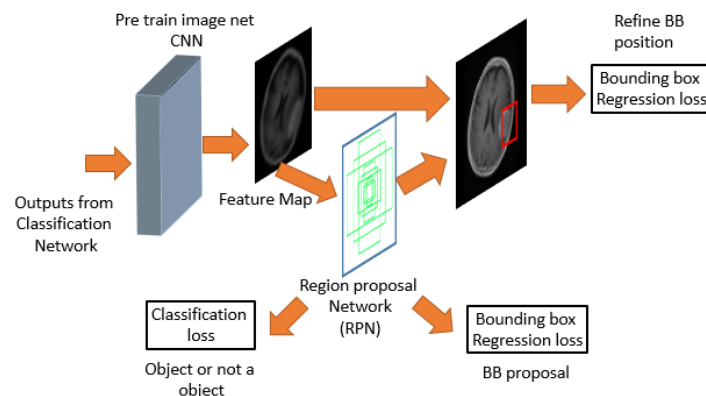 Pre train image net
CNN
Refine BB
position
Bounding box
Regression loss
Outputs from
Classification
Network
Feature Map
Region proposal
Network
(RPN)
Classification
loss
Object or not a
object
Bounding box
Regression loss
BB proposal